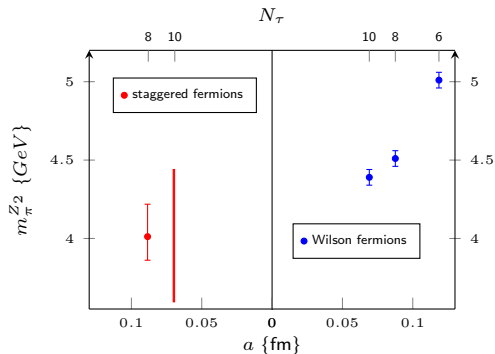 N_τ
8 10 10 8 6
5 5
staggered fermions
m_π^{Z_2} {GeV}
4.5 4.5
Wilson fermions
4 4
0.1 0.05 0 0.05 0.1
a {fm}